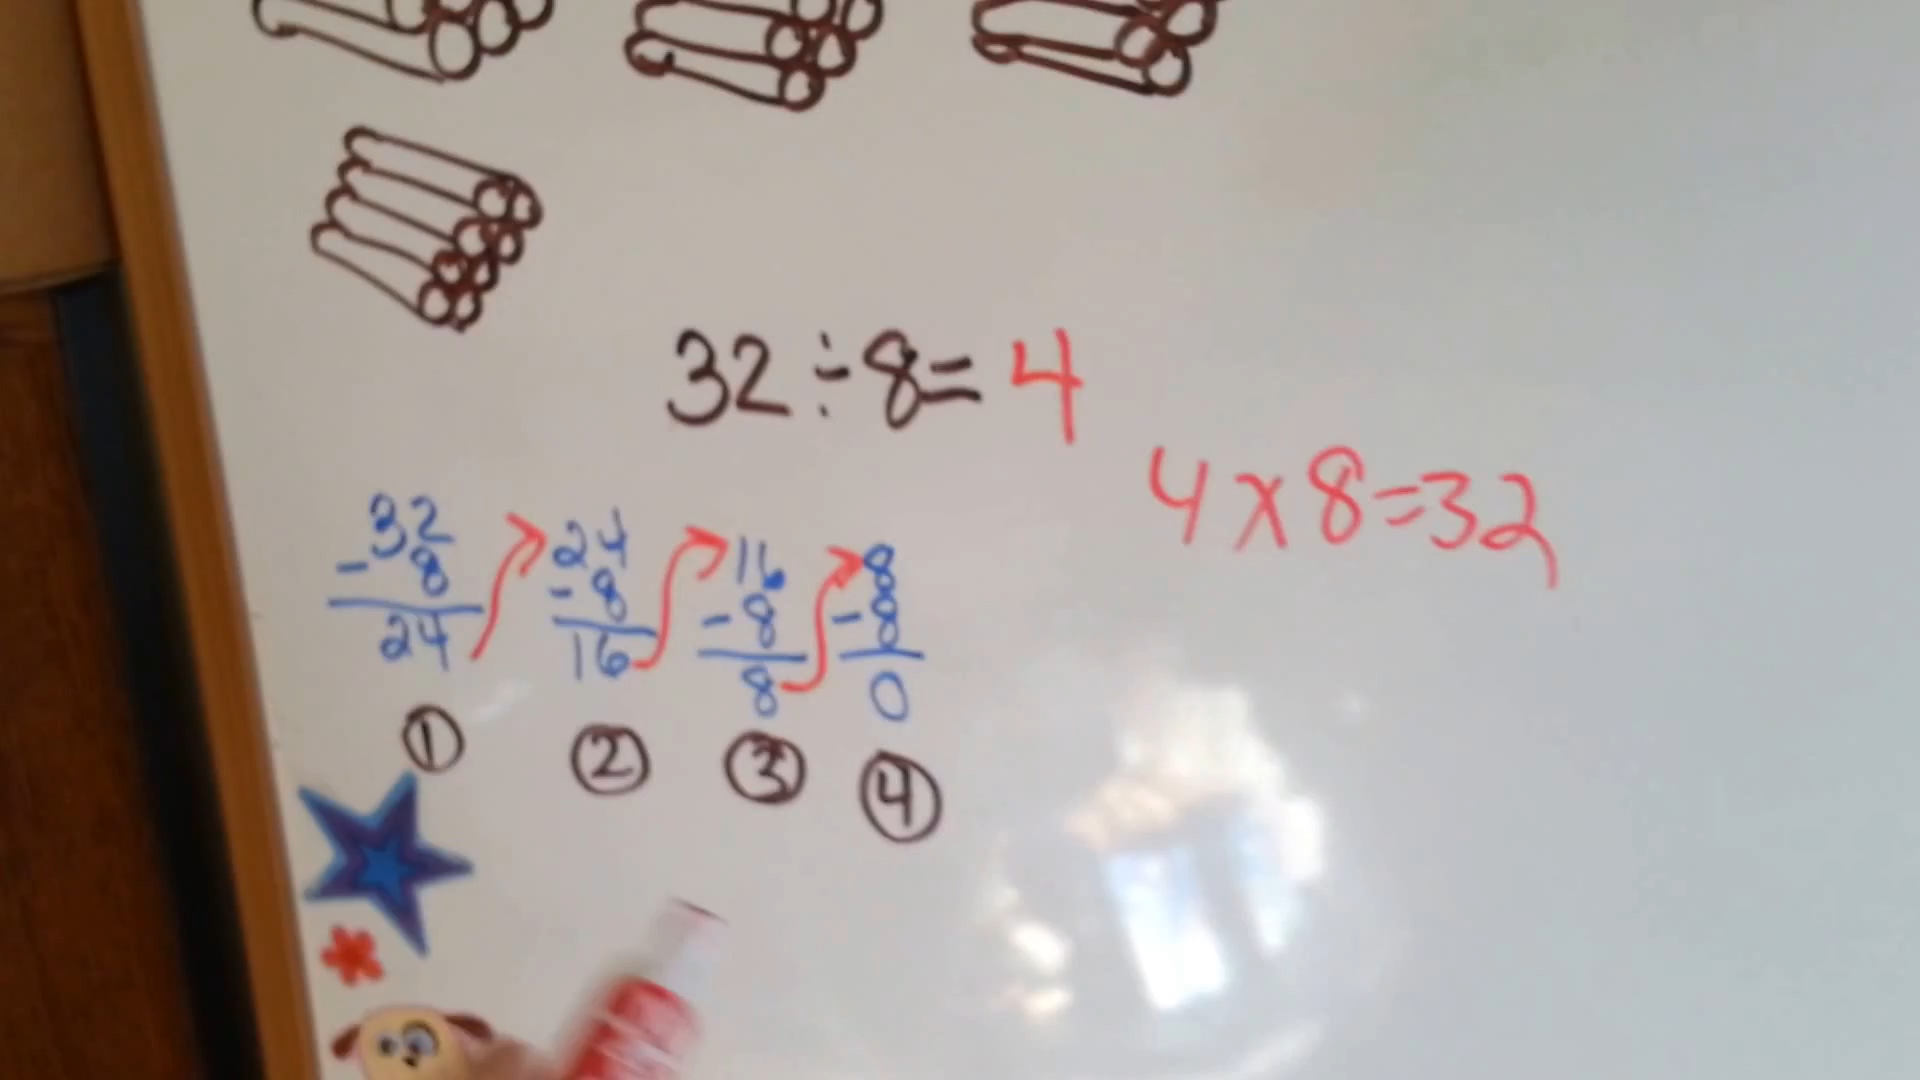 32÷8=4
4x8=32
32 24 16 8
-8 -8 -8 -8
24 16 8 0
① ② ③ ④